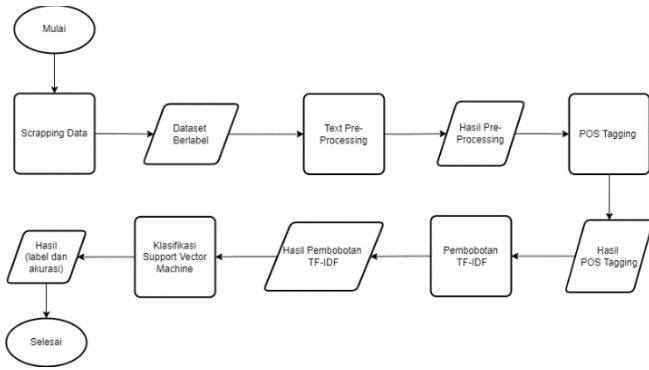 Mulai
Scrapping Data
Dataset
Berlabel
Text Pre-
Processing
Hasil Pre-
Processing
POS Tagging
Hasil
POS Tagging
Pembobotan
TF-IDF
Hasil Pembobotan
TF-IDF
Klasifikasi
Support Vector
Machine
Hasil
(label dan
akurasi)
Selesai